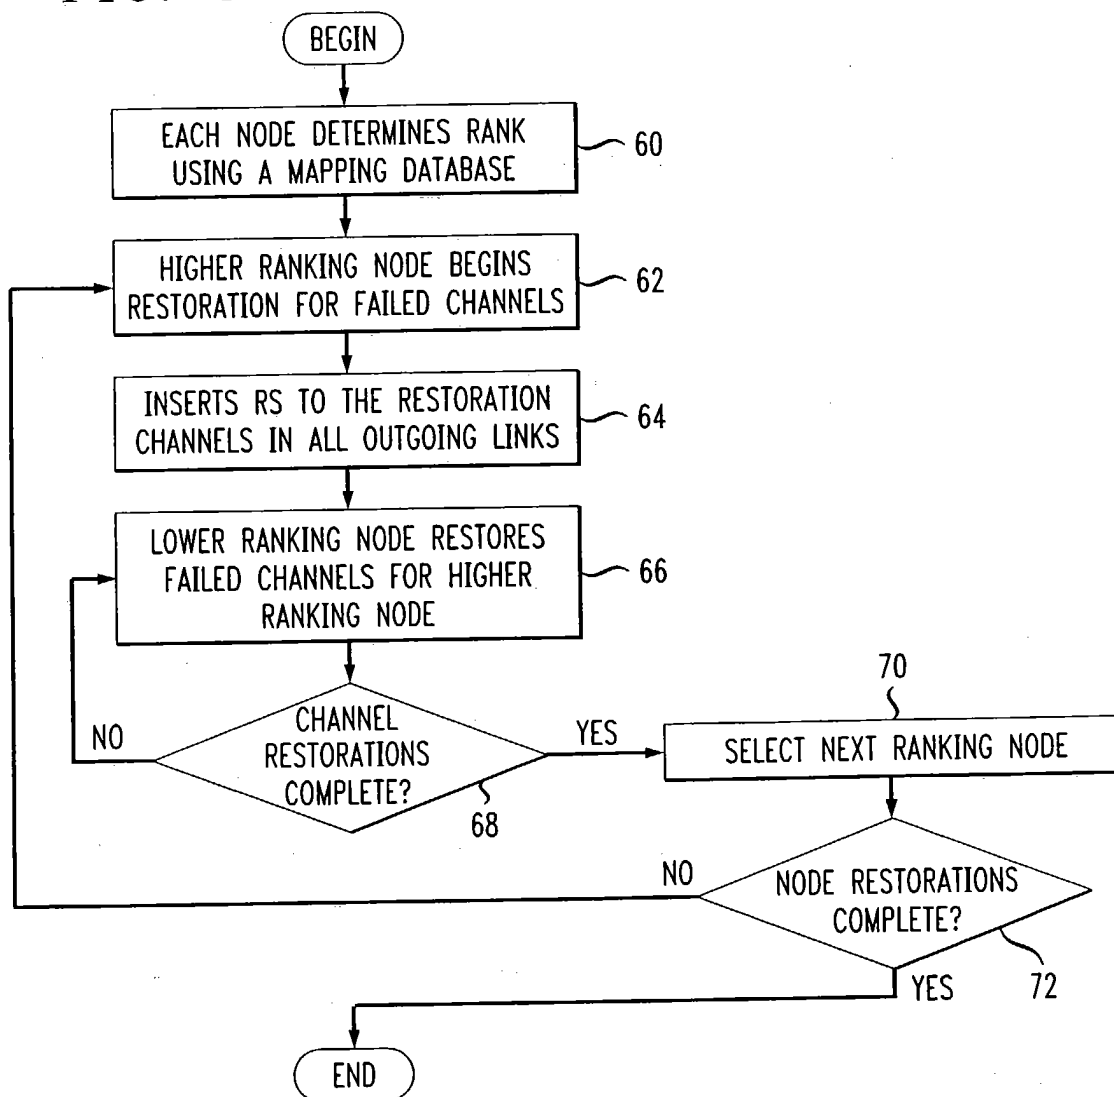 BEGIN
EACH NODE DETERMINES RANK
USING A MAPPING DATABASE
60
HIGHER RANKING NODE BEGINS
RESTORATION FOR FAILED CHANNELS
62
INSERTS RS TO THE RESTORATION
CHANNELS IN ALL OUTGOING LINKS
64
LOWER RANKING NODE RESTORES
FAILED CHANNELS FOR HIGHER
RANKING NODE
66
CHANNEL
RESTORATIONS
COMPLETE?
68
NO
YES
70
SELECT NEXT RANKING NODE
NODE RESTORATIONS
COMPLETE?
72
NO
YES
END